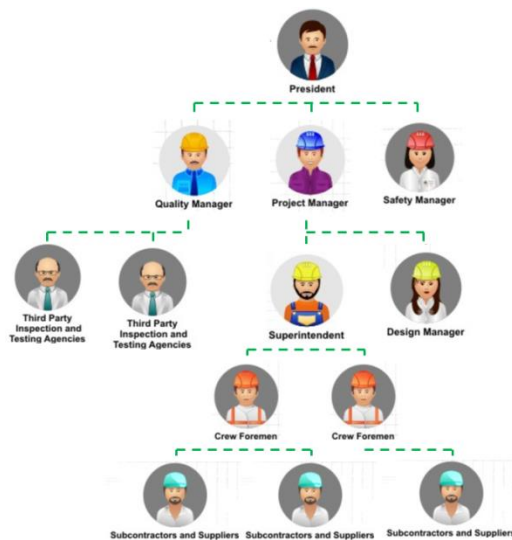 President
Quality Manager
Project Manager
Safety Manager
Third Party
Inspection and
Testing Agencies
Third Party
Inspection and
Testing Agencies
Superintendent
Design Manager
Crew Foremen
Crew Foremen
Subcontractors and Suppliers
Subcontractors and Suppliers
Subcontractors and Suppliers